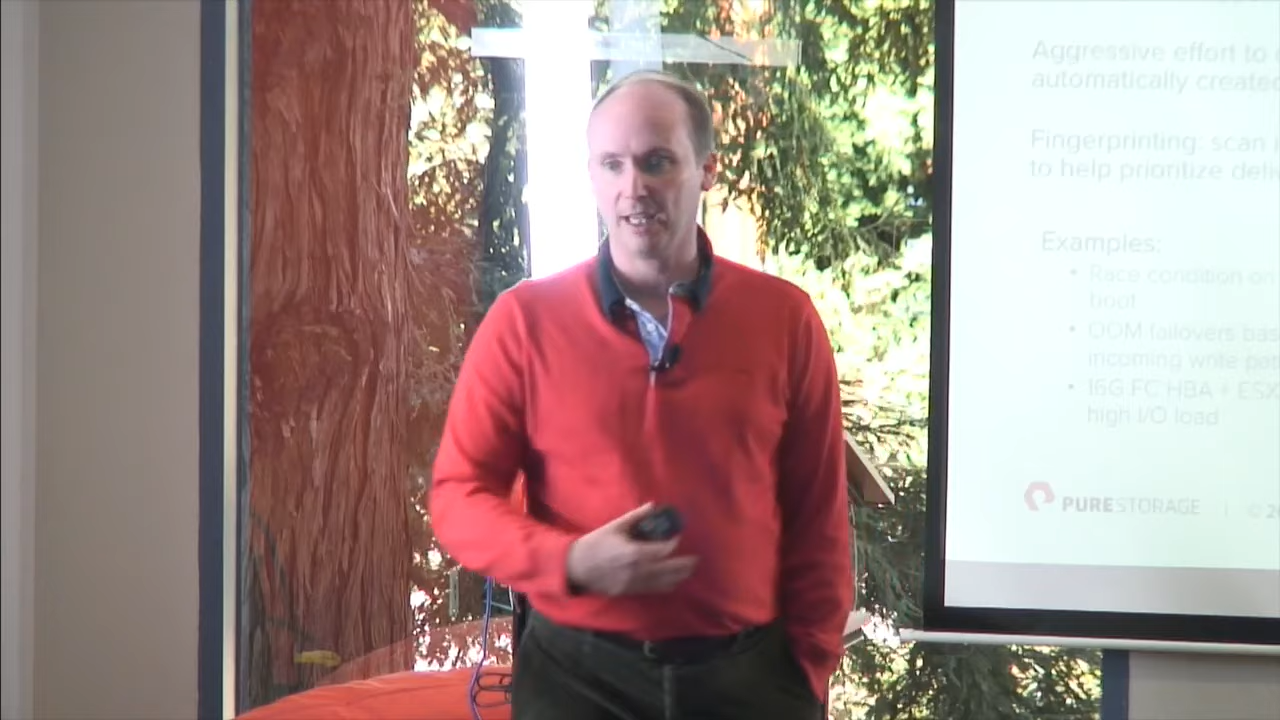 Aggressive effort to
automatically create
Fingerprinting: scan
to help prioritize
Examples:
• Race condition on
boot
• OOM failovers
incoming write
• 16G FC HBA + ESX
high I/O load
PURESTORAGE | ©